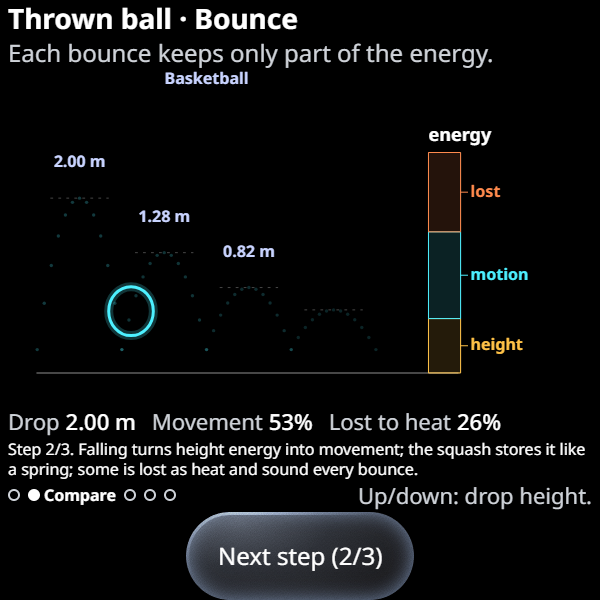 Thrown ball · Bounce
Each bounce keeps only part of the energy.
Basketball
energy
2.00 m
lost
1.28 m
0.82 m
motion
height
Drop 2.00 m Movement 53% Lost to heat 26%
Step 2/3. Falling turns height energy into movement; the squash stores it like
a spring; some is lost as heat and sound every bounce.
Compare
Up/down: drop height.
Next step (2/3)